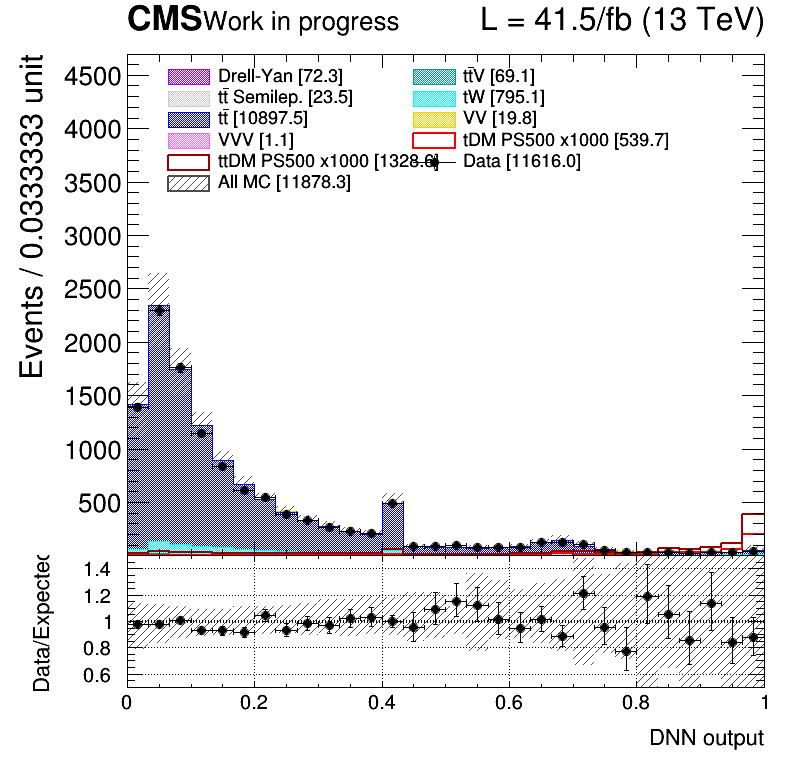 CMS Work in progress L = 41.5/fb (13 TeV)
Events / 0.0333333 unit
4500
4000
3500
3000
2500
2000
1500
1000
500
Drell-Yan [72.3]
tt̄V [69.1]
tt̄ Semilep. [23.5]
tW [795.1]
tt̄ [10897.5]
VV [19.8]
VVV [1.1]
tDM PS500 x1000 [539.7]
ttDM PS500 x1000 [1328.6]
Data [11616.0]
All MC [11878.3]
Data/Expected
1.4
1.2
1
0.8
0.6
0 0.2 0.4 0.6 0.8 1
DNN output